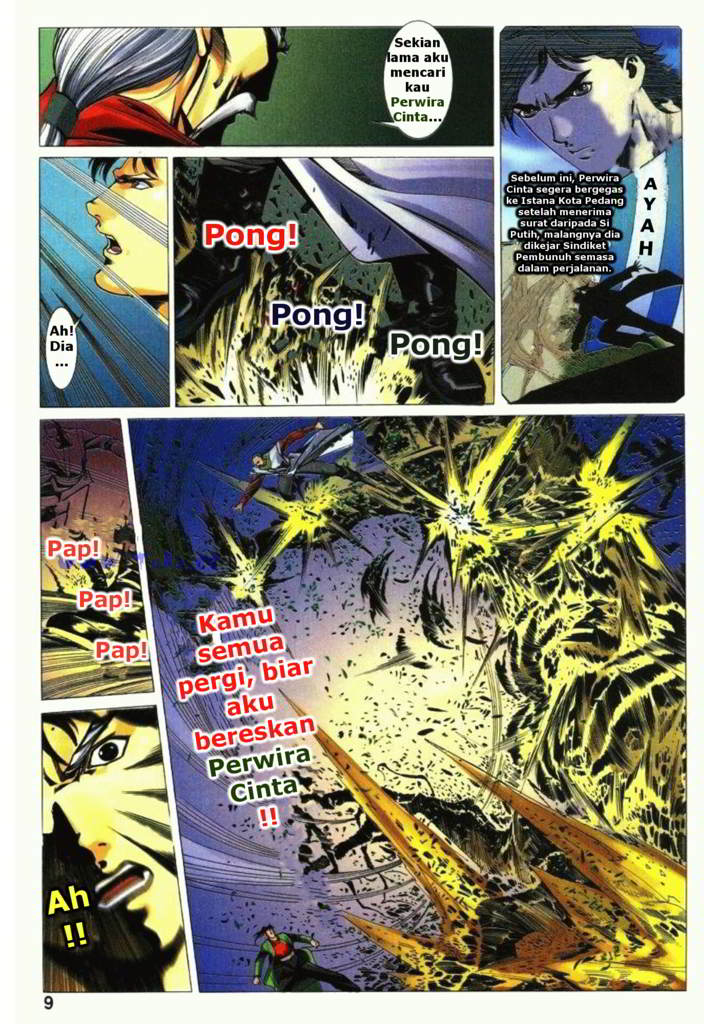 Sekian
lama aku
mencari
kau
Perwira
Cinta...
Sebelum ini, Perwira
Cinta segera bergegas
ke Istana Kota Pedang
setelah menerima
surat daripada Si
Putih, malangnya dia
dikejar Sindiket
Pembunuh semasa
dalam perjalanan.
AYAH
Ah!
Dia
...
Pong!
Pong!
Pong!
Pap!
Pap!
Pap!
Kamu
semua
pergi, biar
aku
bereskan
Perwira
Cinta
!!
Ah
!!
9